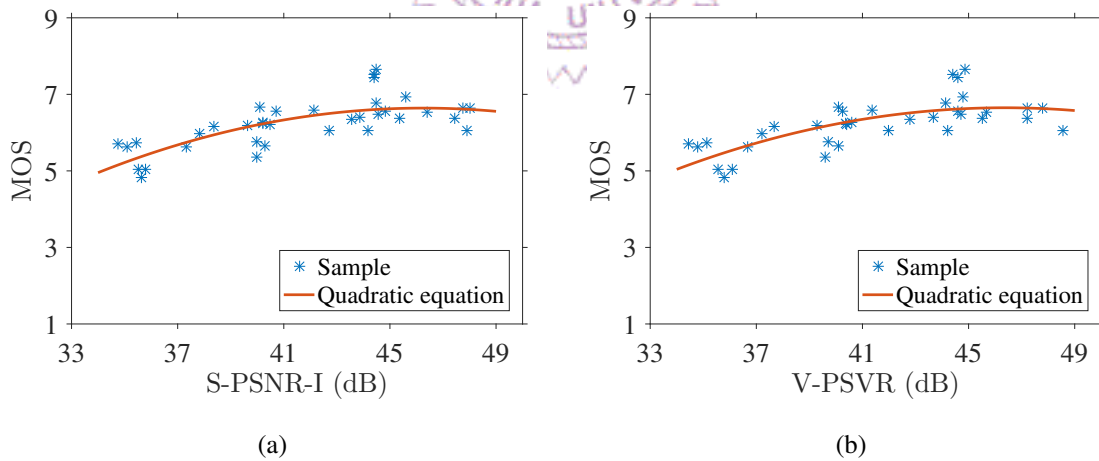 9
7
5
3
1
MOS
Sample
Quadratic equation
33 37 41 45 49
S-PSNR-I (dB)
(a)
9
7
5
3
1
MOS
Sample
Quadratic equation
33 37 41 45 49
V-PSVR (dB)
(b)